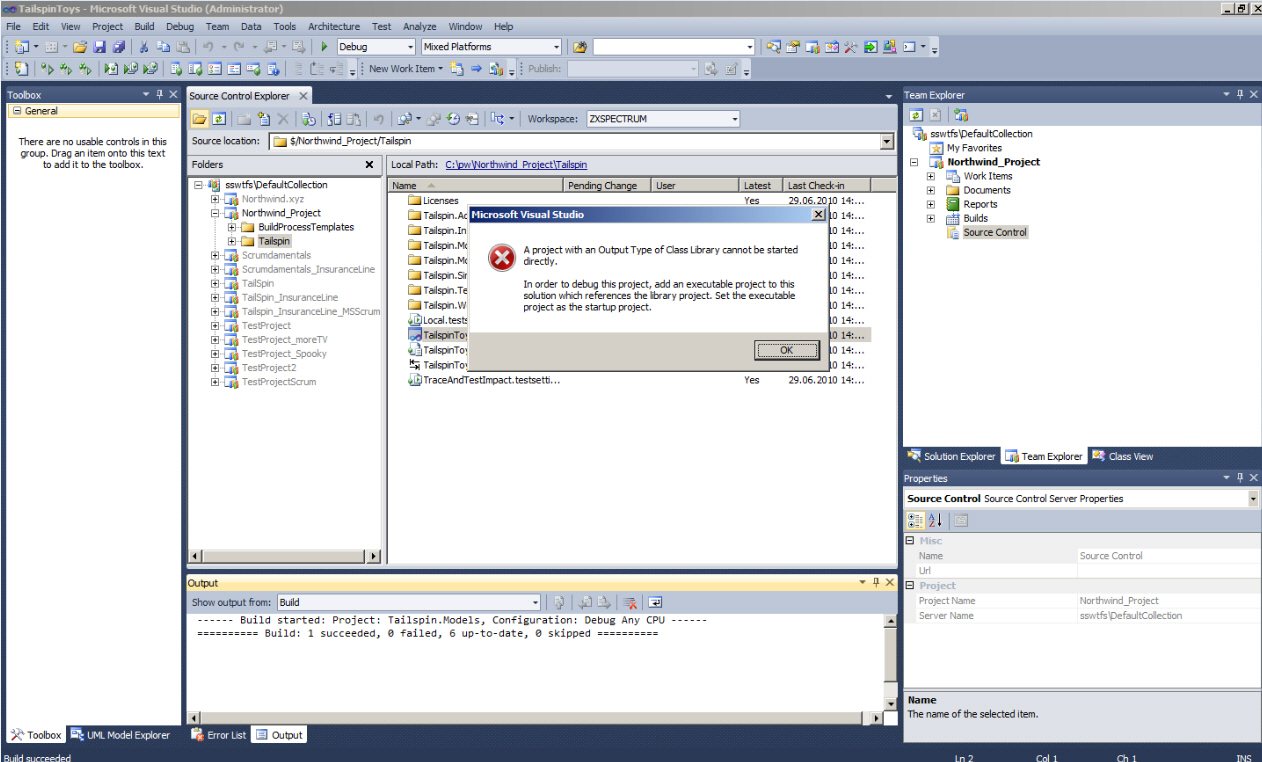 TailspinToys - Microsoft Visual Studio (Administrator)
File Edit View Project Build Debug Team Data Tools Architecture Test Analyze Window Help
Debug Mixed Platforms
New Work Item Publish:
Toolbox
General
There are no usable controls in this
group. Drag an item onto this text
to add it to the toolbox.
Toolbox UML Model Explorer
Source Control Explorer
Workspace: ZXSPECTRUM
Source location: $/Northwind_Project/Tailspin
Folders
sswtfs\DefaultCollection
Northwind.xyz
Northwind_Project
BuildProcessTemplates
Tailspin
Scrumdamentals
Scrumdamentals_InsuranceLine
TailSpin
TailSpin_InsuranceLine
Tailspin_InsuranceLine_MSScrum
TestProject
TestProject_moreTV
TestProject_Spooky
TestProject2
TestProjectScrum
Local Path: C:\pw\Northwind_Project\Tailspin
Name Pending Change User Latest Last Check-in
Licenses Yes 29.06.2010 14:...
Tailspin.Ac 10 14:...
Tailspin.In 10 14:...
Tailspin.Mo 10 14:...
Tailspin.Mo 10 14:...
Tailspin.Sin 10 14:...
Tailspin.Te 10 14:...
Tailspin.W 10 14:...
Local.tests 10 14:...
TailspinToy 10 14:...
TailspinToy 10 14:...
TailspinToy 10 14:...
TraceAndTestImpact.testsetti... Yes 29.06.2010 14:...
Microsoft Visual Studio
A project with an Output Type of Class Library cannot be started
directly.
In order to debug this project, add an executable project to this
solution which references the library project. Set the executable
project as the startup project.
OK
Output
Show output from: Build
------ Build started: Project: Tailspin.Models, Configuration: Debug Any CPU ------
========== Build: 1 succeeded, 0 failed, 6 up-to-date, 0 skipped ==========
Error List Output
Team Explorer
sswtfs\DefaultCollection
My Favorites
Northwind_Project
Work Items
Documents
Reports
Builds
Source Control
Solution Explorer Team Explorer Class View
Properties
Source Control Source Control Server Properties
Misc
Name Source Control
Url
Project
Project Name Northwind_Project
Server Name sswtfs\DefaultCollection
Name
The name of the selected item.
Build succeeded Ln 2 Col 1 Ch 1 INS